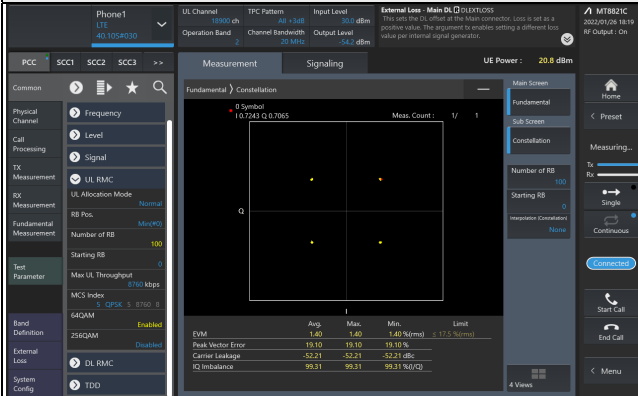 Phone1
LTE
40.105#030
UL Channel
18900 ch
TPC Pattern
All +3dB
Input Level
30.0 dBm
Operation Band
2
Channel Bandwidth
20 MHz
Output Level
-54.2 dBm
External Loss - Main DL DLEXTLOSS
This sets the DL offset at the Main connector. Loss is set as a
positive value. The argument to enables setting a different loss
value per internal signal generator.
MT8821C
2022/01/26 18:19
RF Output : On
PCC
SCC1
SCC2
SCC3
>>
Measurement
Signaling
UE Power : 20.8 dBm
Common
Physical
Channel
Call
Processing
TX
Measurement
RX
Measurement
Fundamental
Measurement
Test
Parameter
Band
Definition
External
Loss
System
Config
Frequency
Level
Signal
UL RMC
UL Allocation Mode
Normal
RB Pos.
Min(#0)
Number of RB
100
Starting RB
0
Max UL Throughput
8760 kbps
MCS Index
5 QPSK S 8760 8
64QAM
Enabled
256QAM
Disabled
DL RMC
TDD
Fundamental 〉 Constellation
0 Symbol
I 0.7243 Q 0.7065
Meas. Count : 1/ 1
Q
I
Avg. Max. Min. Limit
EVM 1.40 1.40 1.40 %(rms) ≤ 17.5 %(rms)
Peak Vector Error 19.10 19.10 19.10 %
Carrier Leakage -52.21 -52.21 -52.21 dBc
IQ Imbalance 99.31 99.31 99.31 %(I/Q)
Main Screen
Fundamental
Sub Screen
Constellation
Number of RB
100
Starting RB
0
Interpolation (Constellation)
None
4 Views
Home
< Preset
Measuring...
Tx
Rx
Single
Continuous
Connected
Start Call
End Call
< Menu